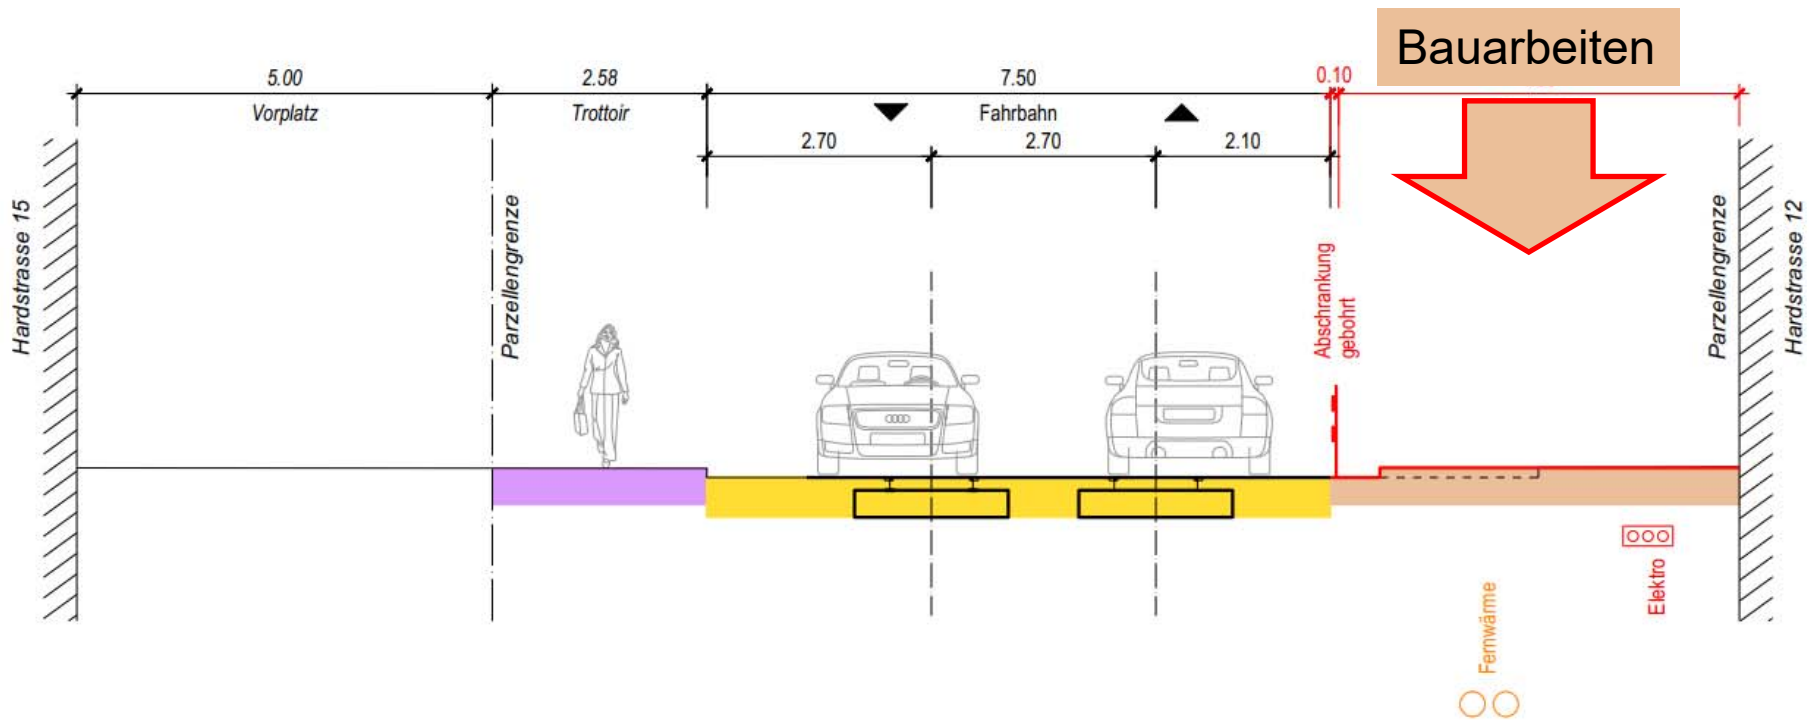 Bauarbeiten
5.00
2.58
7.50
0.10
Vorplatz
Trottoir
Fahrbahn
2.70
2.70
2.10
Hardstrasse 15
Parzellengrenze
Abschrankung
gebohrt
Parzellengrenze
Hardstrasse 12
Elektro
Fernwärme